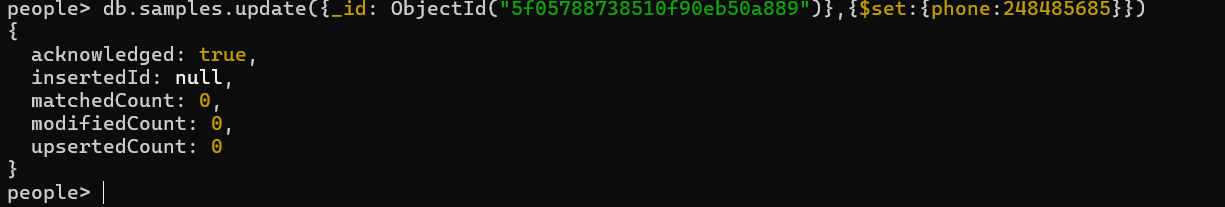 people> db.samples.update({_id: ObjectId("5f05788738510f90eb50a889")},{$set:{phone:248485685}})
{
  acknowledged: true,
  insertedId: null,
  matchedCount: 0,
  modifiedCount: 0,
  upsertedCount: 0
}
people>